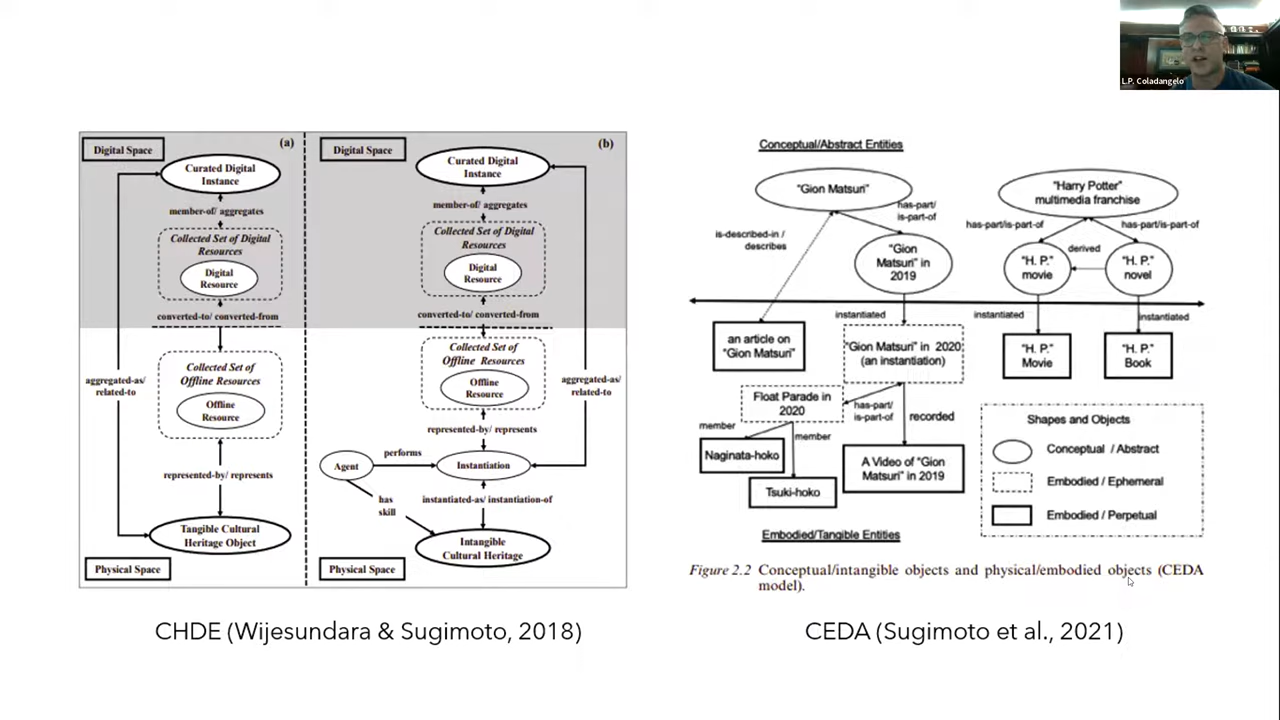 L.P. Coladangelo
Digital Space
(a)
Curated Digital
Instance
member-of/ aggregates
Collected Set of Digital
Resources
Digital
Resource
converted-to/ converted-from
Collected Set of
Offline Resources
Offline
Resource
aggregated-as/
related-to
represented-by/ represents
Tangible Cultural
Heritage Object
Physical Space
Digital Space
(b)
Curated Digital
Instance
member-of/ aggregates
Collected Set of Digital
Resources
Digital
Resource
converted-to/ converted-from
Collected Set of
Offline Resources
Offline
Resource
aggregated-as/
related-to
represented-by/ represents
Agent
performs
Instantiation
has
skill
instantiated-as/ instantiation-of
Intangible
Cultural Heritage
Physical Space
CHDE (Wijesundara & Sugimoto, 2018)
Conceptual/Abstract Entities
"Gion Matsuri"
has-part/
is-part-of
is-described-in /
describes
"Gion
Matsuri" in
2019
"Harry Potter"
multimedia franchise
has-part/is-part-of
has-part/is-part-of
derived
"H. P."
movie
"H. P."
novel
instantiated
instantiated
instantiated
an article on
"Gion Matsuri"
"Gion Matsuri" in 2020
(an instantiation)
"H. P."
Movie
"H. P."
Book
Float Parade in
2020
has-part/
is-part-of
recorded
member
member
Naginata-hoko
Tsuki-hoko
A Video of "Gion
Matsuri" in 2019
Shapes and Objects
Conceptual / Abstract
Embodied / Ephemeral
Embodied / Perpetual
Embodied/Tangible Entities
Figure 2.2 Conceptual/intangible objects and physical/embodied objects (CEDA
model).
CEDA (Sugimoto et al., 2021)